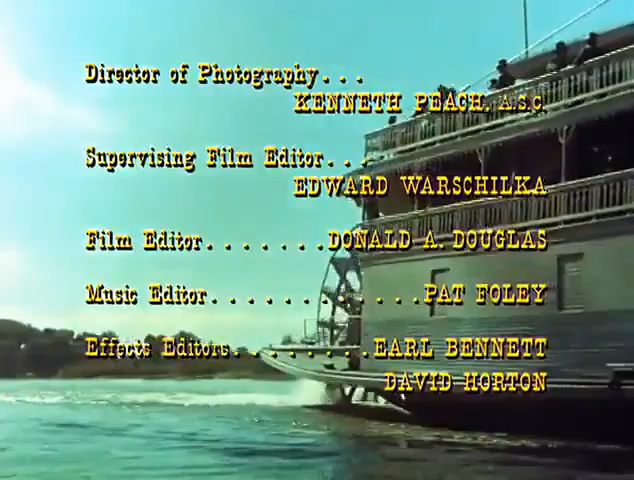 Director of Photography...
KENNETH PEACH, A.S.C.
Supervising Film Editor...
EDWARD WARSCHILKA
Film Editor.......DONALD A. DOUGLAS
Music Editor............PAT FOLEY
Effects Editors........EARL BENNETT
DAVID HORTON